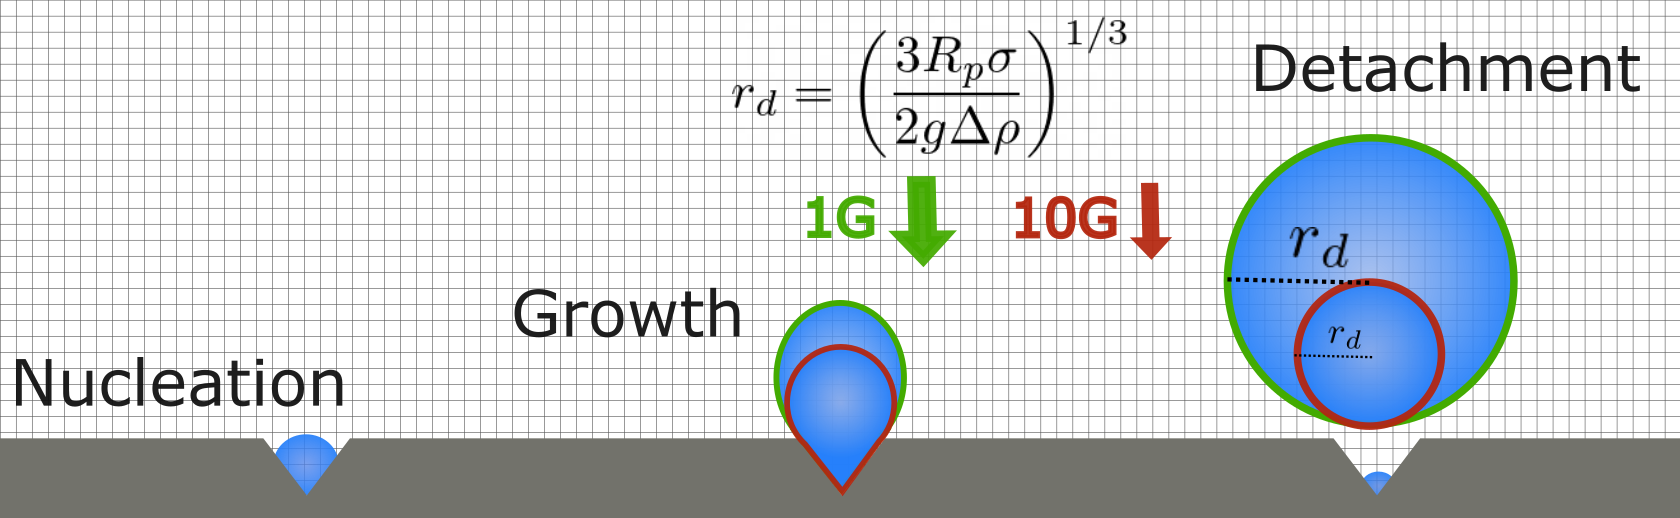 r_d = (3R_pσ / 2gΔρ)^{1/3}
Detachment
1G
10G
r_d
Growth
r_d
Nucleation